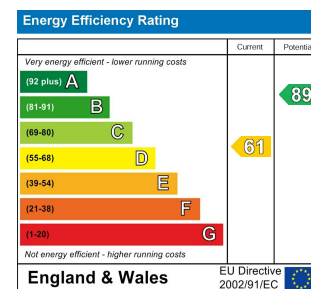 Energy Efficiency Rating
Current Potentia
Very energy efficient - lower running costs
(92 plus) A
(81-91) B
89
(69-80) C
61
(55-68) D
(39-54) E
(21-38) F
(1-20) G
Not energy efficient - higher running costs
England & Wales
EU Directive
2002/91/EC